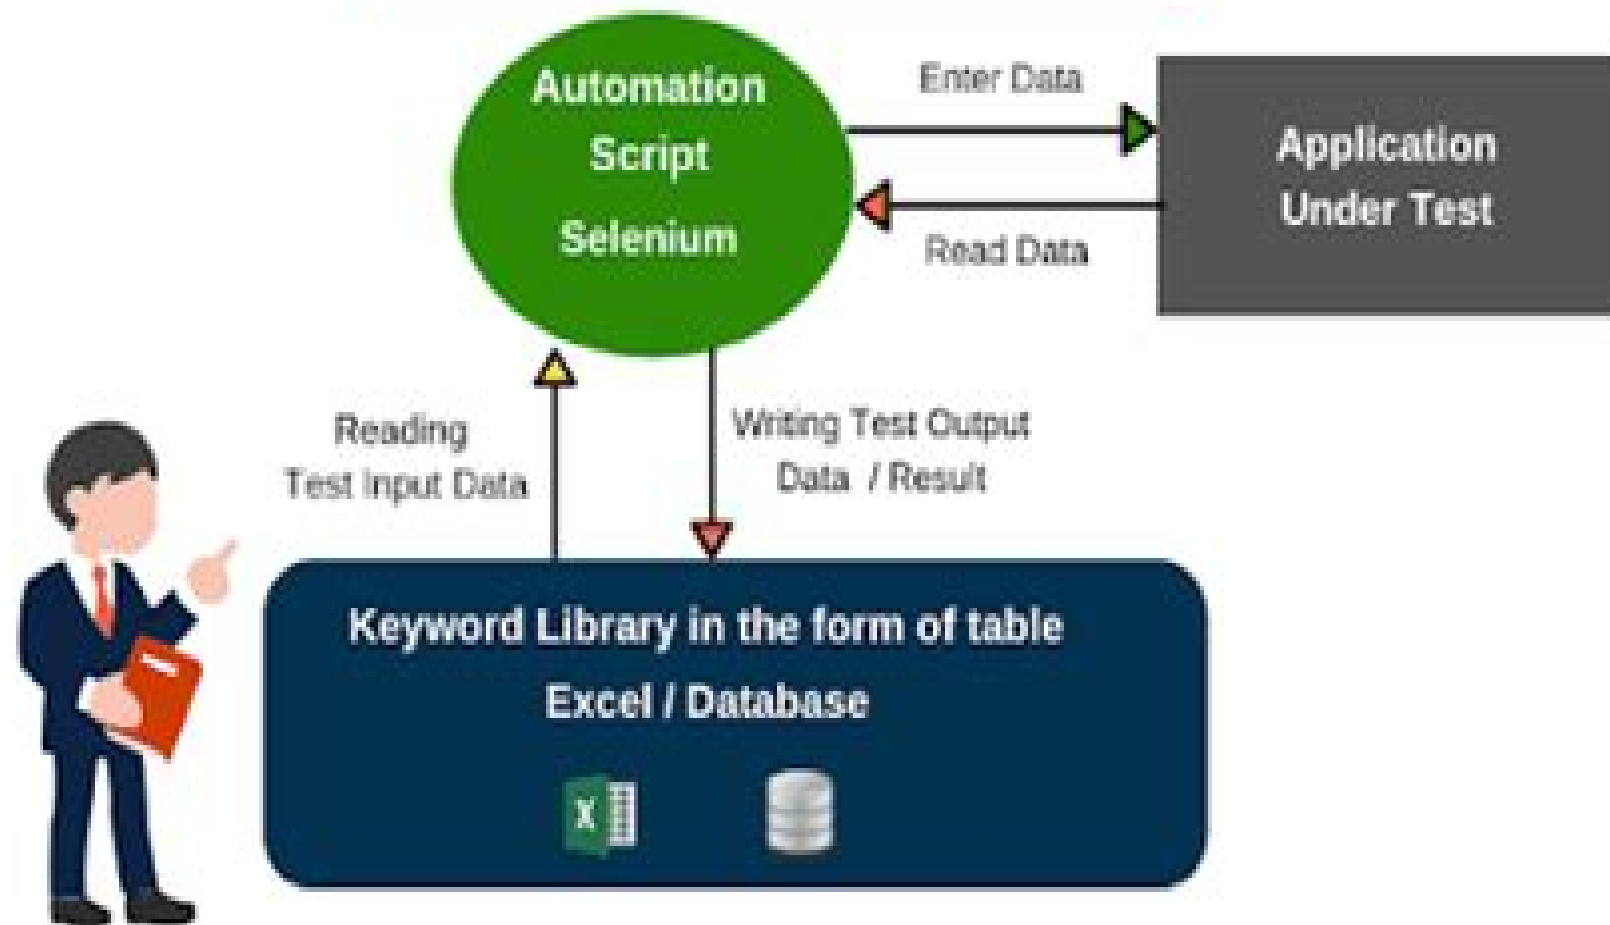 Automation
Script
Selenium
Enter Data
Read Data
Application
Under Test
Reading
Test Input Data
Writing Test Output
Data / Result
Keyword Library in the form of table
Excel / Database
X